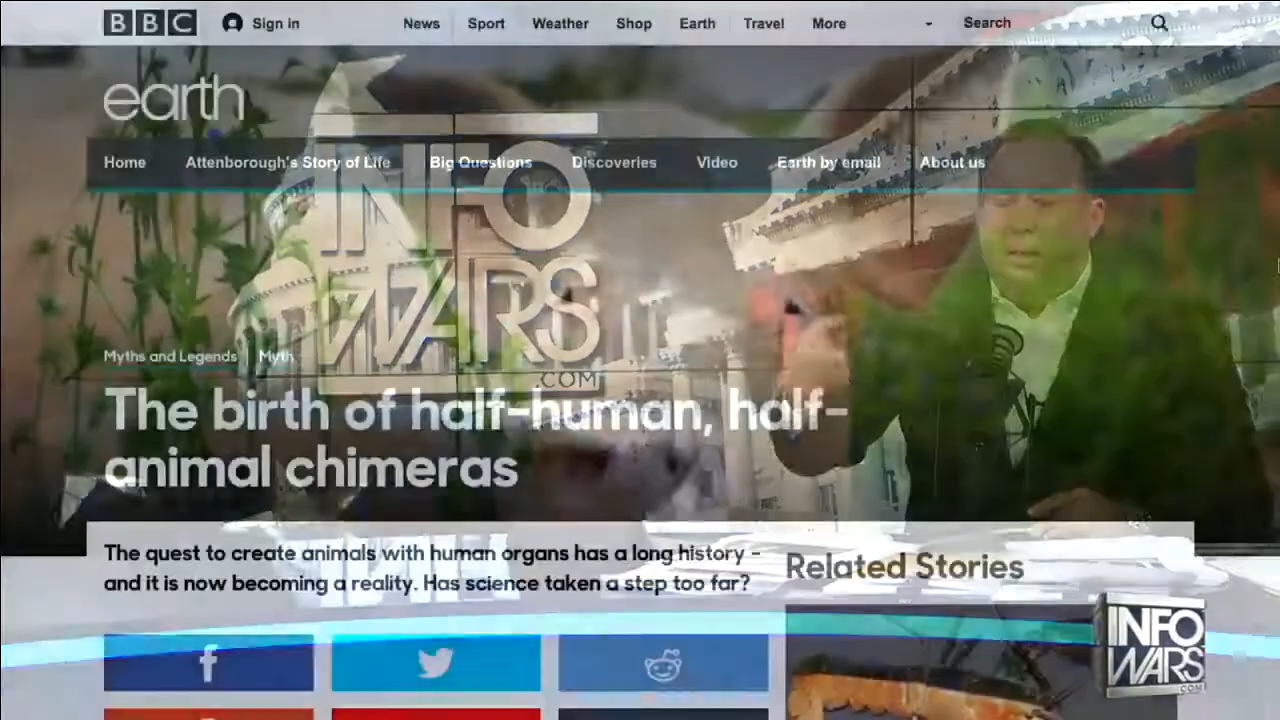 BBC Sign in News Sport Weather Shop Earth Travel More Search
earth
Home Attenborough's Story of Life Big Questions Discoveries Video Earth by email About us
INFO
WARS
.COM
Myths and Legends Myth
The birth of half-human, half-
animal chimeras
The quest to create animals with human organs has a long history –
and it is now becoming a reality. Has science taken a step too far?
Related Stories
INFO
WARS
.COM